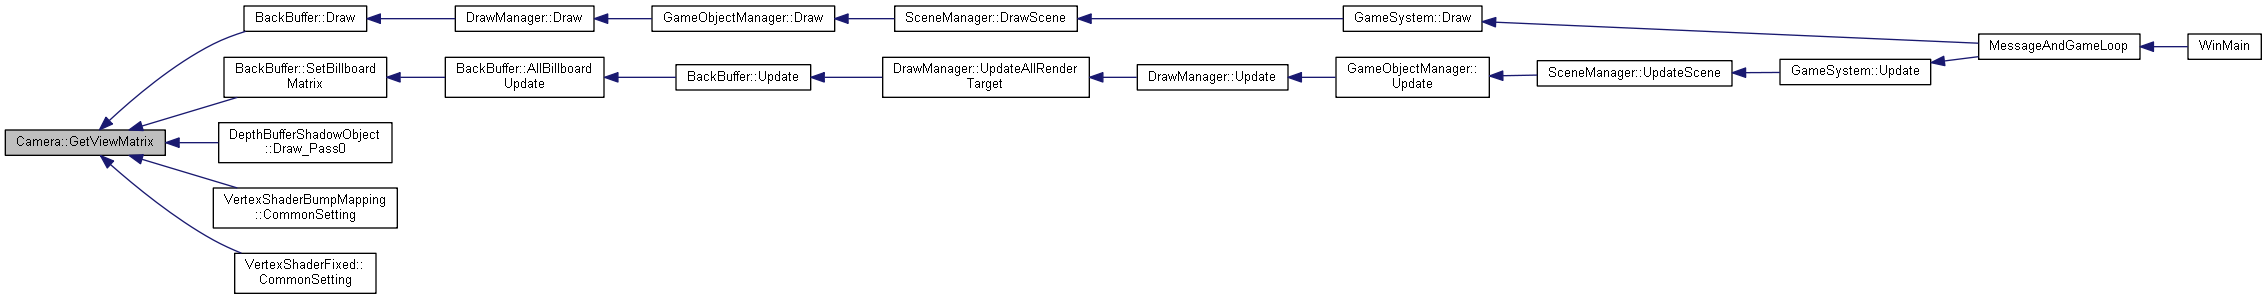 BackBuffer::Draw
DrawManager::Draw
GameObjectManager::Draw
SceneManager::DrawScene
GameSystem::Draw
MessageAndGameLoop
WinMain
BackBuffer::SetBillboard
Matrix
BackBuffer::AllBillboard
Update
BackBuffer::Update
DrawManager::UpdateAllRender
Target
DrawManager::Update
GameObjectManager::
Update
SceneManager::UpdateScene
GameSystem::Update
Camera::GetViewMatrix
DepthBufferShadowObject
::Draw_Pass0
VertexShaderBumpMapping
::CommonSetting
VertexShaderFixed::
CommonSetting